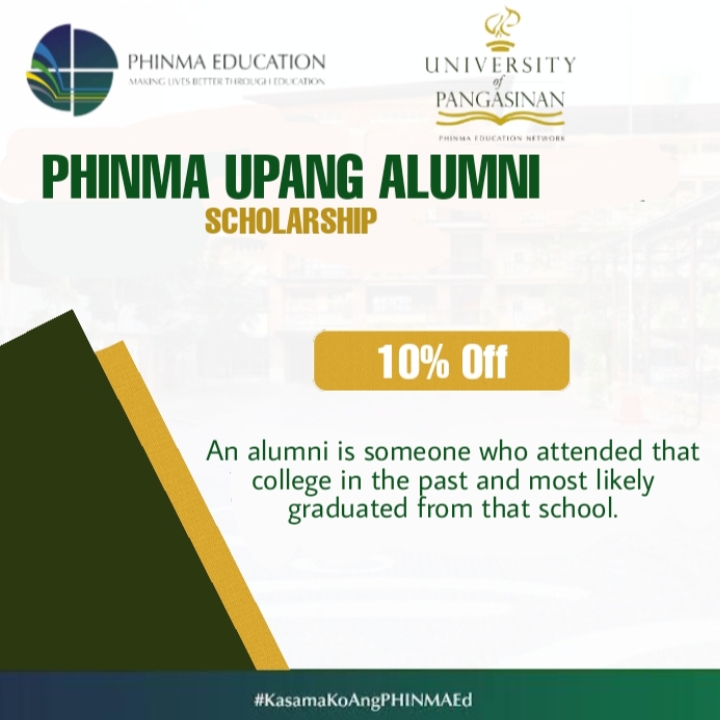 PHINMA EDUCATION
MAKING LIVES BETTER THROUGH EDUCATION
UNIVERSITY
of
PANGASINAN
PHINMA EDUCATION NETWORK
PHINMA UPANG ALUMNI
SCHOLARSHIP
10% Off
An alumni is someone who attended that
college in the past and most likely
graduated from that school.
#KasamaKoAngPHINMAEd